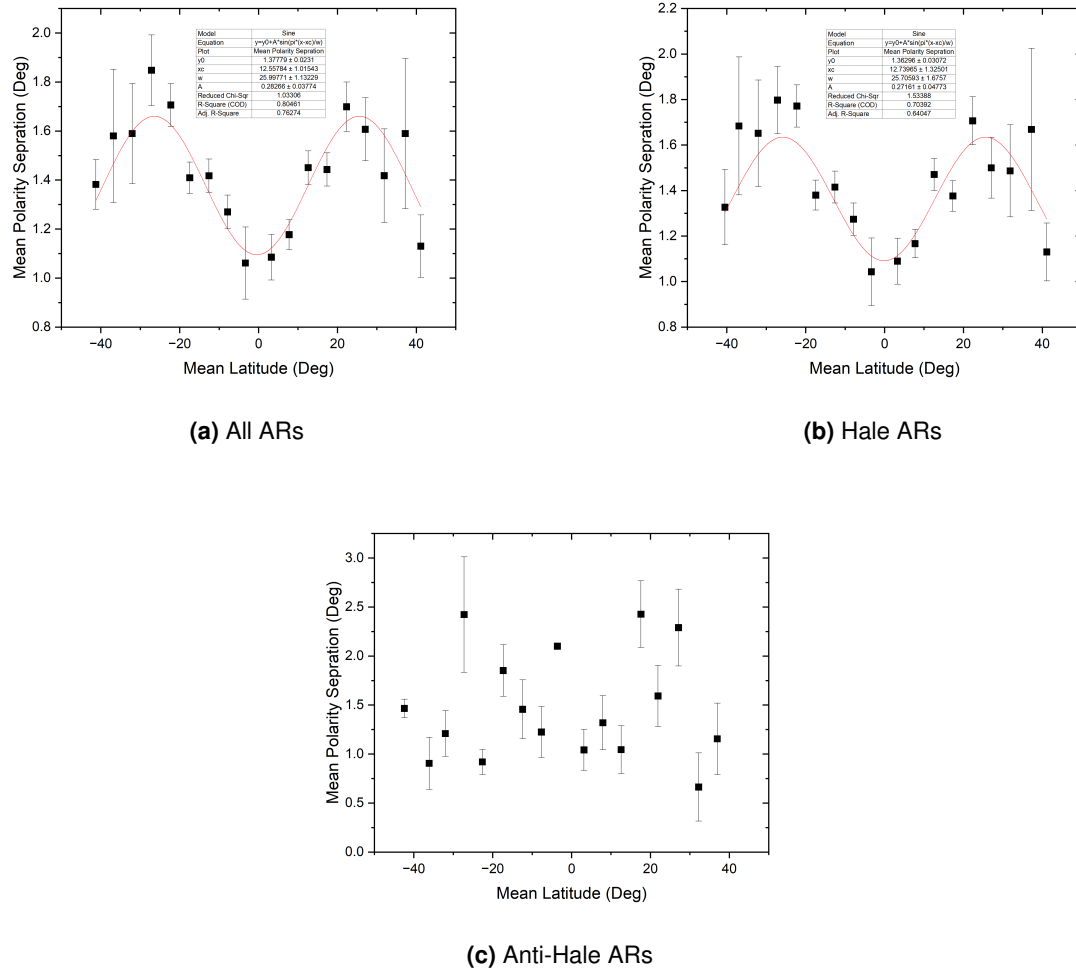 2.0
1.8
1.6
1.4
1.2
1.0
0.8
Mean Polarity Sepration (Deg)
Model Sine
Equation y=y0+A*sin(pi*(x-xc)/w)
Plot Mean Polarity Sepration
y0 1.37779 ± 0.0231
xc 12.55784 ± 1.01543
w 25.99771 ± 1.13229
A 0.28266 ± 0.03774
Reduced Chi-Sqr 1.03306
R-Square (COD) 0.80461
Adj. R-Square 0.76274
−40 −20 0 20 40
Mean Latitude (Deg)
(a) All ARs
2.2
2.0
1.8
1.6
1.4
1.2
1.0
0.8
Mean Polarity Sepration (Deg)
Model Sine
Equation y=y0+A*sin(pi*(x-xc)/w)
Plot Mean Polarity Sepration
y0 1.36296 ± 0.03072
xc 12.73965 ± 1.32501
w 25.70593 ± 1.6757
A 0.27161 ± 0.04773
Reduced Chi-Sqr 1.53388
R-Square (COD) 0.70392
Adj. R-Square 0.64047
−40 −20 0 20 40
Mean Latitude (Deg)
(b) Hale ARs
3.0
2.5
2.0
1.5
1.0
0.5
0.0
Mean Polarity Sepration (Deg)
−40 −20 0 20 40
Mean Latitude (Deg)
(c) Anti-Hale ARs